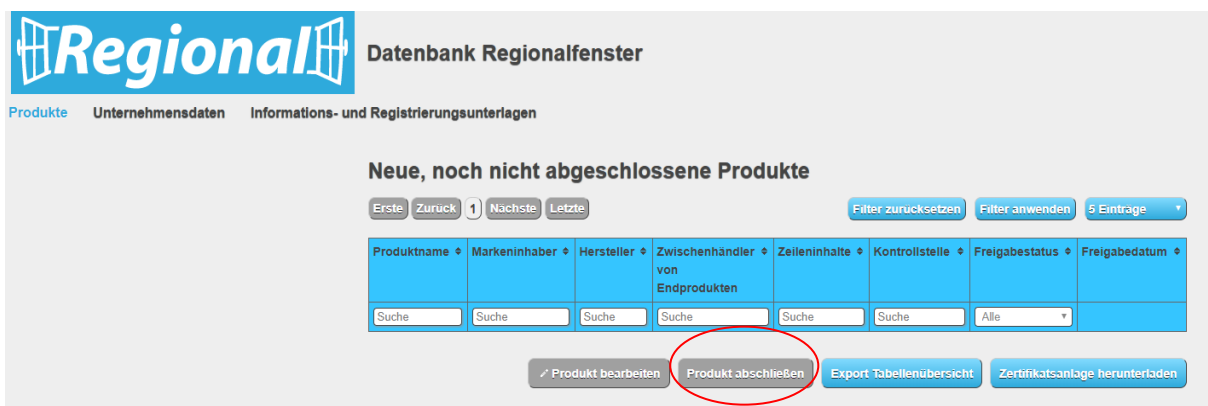 Regional
Datenbank Regionalfenster
Produkte Unternehmensdaten Informations- und Registrierungsunterlagen
Neue, noch nicht abgeschlossene Produkte
Erste Zurück 1 Nächste Letzte Filter zurücksetzen Filter anwenden 5 Einträge
Produktname Markeninhaber Hersteller Zwischenhändler Zeileninhalte Kontrollstelle Freigabestatus Freigabedatum
von
Endprodukten
Suche Suche Suche Suche Suche Suche Alle
Produkt bearbeiten Produkt abschließen Export Tabellenübersicht Zertifikatsanlage herunterladen